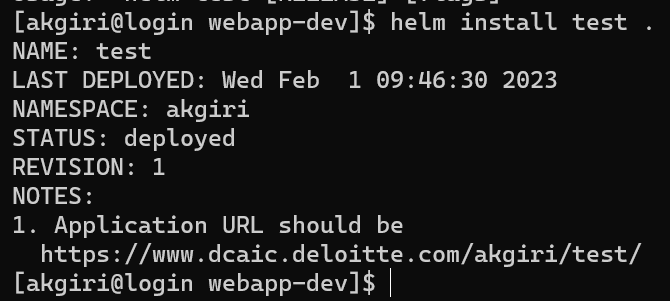 [akgiri@login webapp-dev]$ helm install test .
NAME: test
LAST DEPLOYED: Wed Feb  1 09:46:30 2023
NAMESPACE: akgiri
STATUS: deployed
REVISION: 1
NOTES:
1. Application URL should be
  https://www.dcaic.deloitte.com/akgiri/test/
[akgiri@login webapp-dev]$